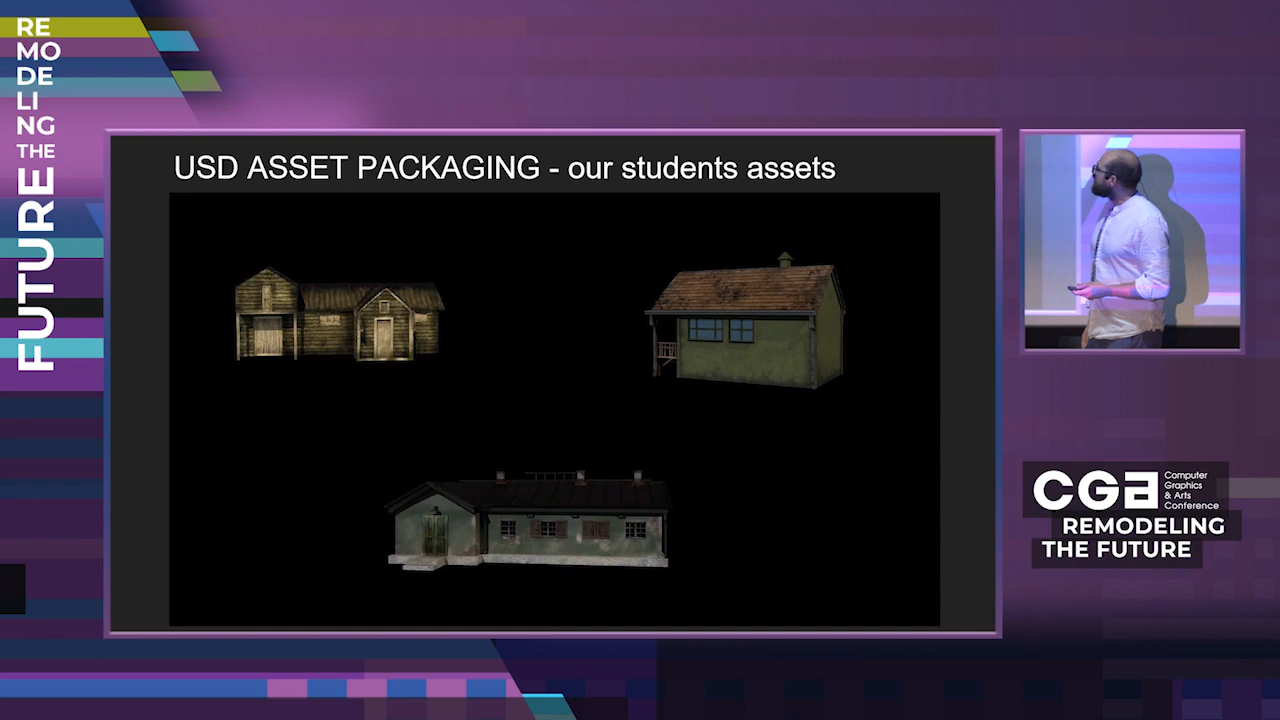 RE
MO
DE
LI
NG
THE
FUTURE
USD ASSET PACKAGING - our students assets
CGA
Computer
Graphics
& Arts
Conference
REMODELING
THE FUTURE